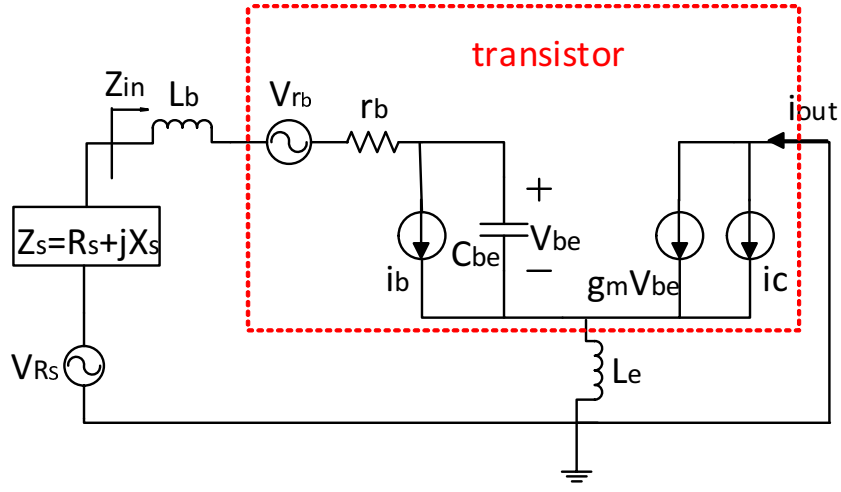 transistor
Zin
Lb
Vrb
rb
iout
Zs=Rs+jXs
ib
Cbe
+
Vbe
−
gmVbe
ic
VRs
Le